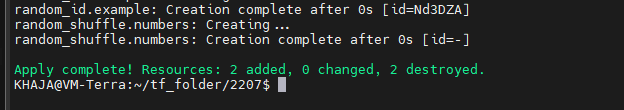 random_id.example: Creation complete after 0s [id=Nd3DZA]
random_shuffle.numbers: Creating...
random_shuffle.numbers: Creation complete after 0s [id=-]
Apply complete! Resources: 2 added, 0 changed, 2 destroyed.
KHAJA@VM-Terra:~/tf_folder/2207$